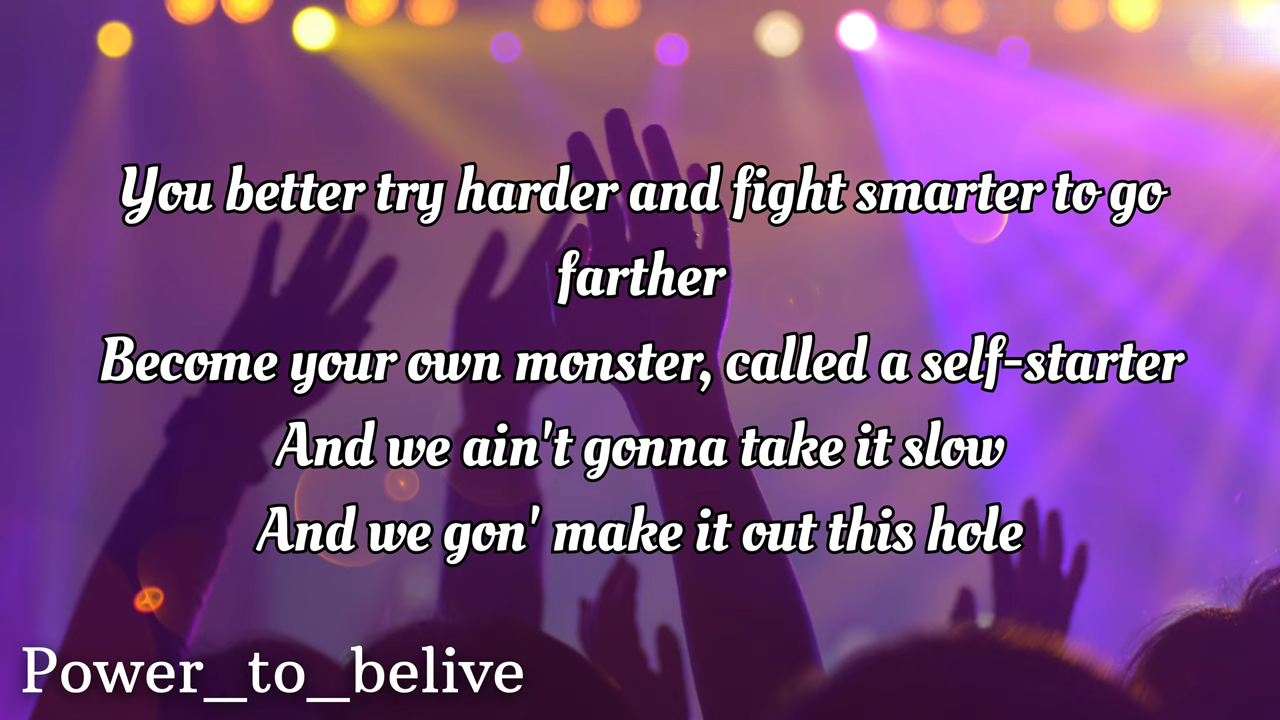 You better try harder and fight smarter to go
farther
Become your own monster, called a self-starter
And we ain't gonna take it slow
And we gon' make it out this hole
Power_to_belive